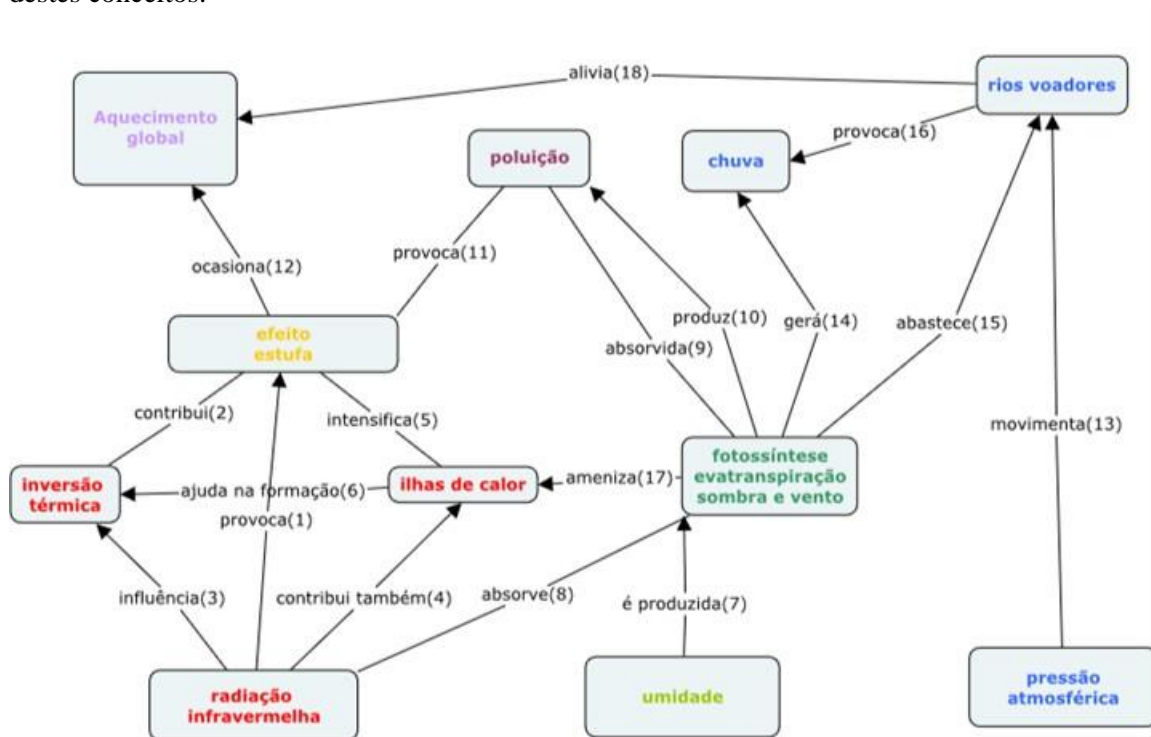 destes conceitos.
alivia(18)
rios voadores
Aquecimento
global
provoca(16)
poluição
chuva
provoca(11)
ocasiona(12)
produz(10)
gerá(14)
abastece(15)
efeito
estufa
absorvida(9)
contribui(2)
intensifica(5)
movimenta(13)
fotossíntese
evatranspiração
sombra e vento
inversão
térmica
ajuda na formação(6)
ilhas de calor
ameniza(17)
provoca(1)
influência(3)
contribui também(4)
absorve(8)
é produzida(7)
radiação
infravermelha
umidade
pressão
atmosférica